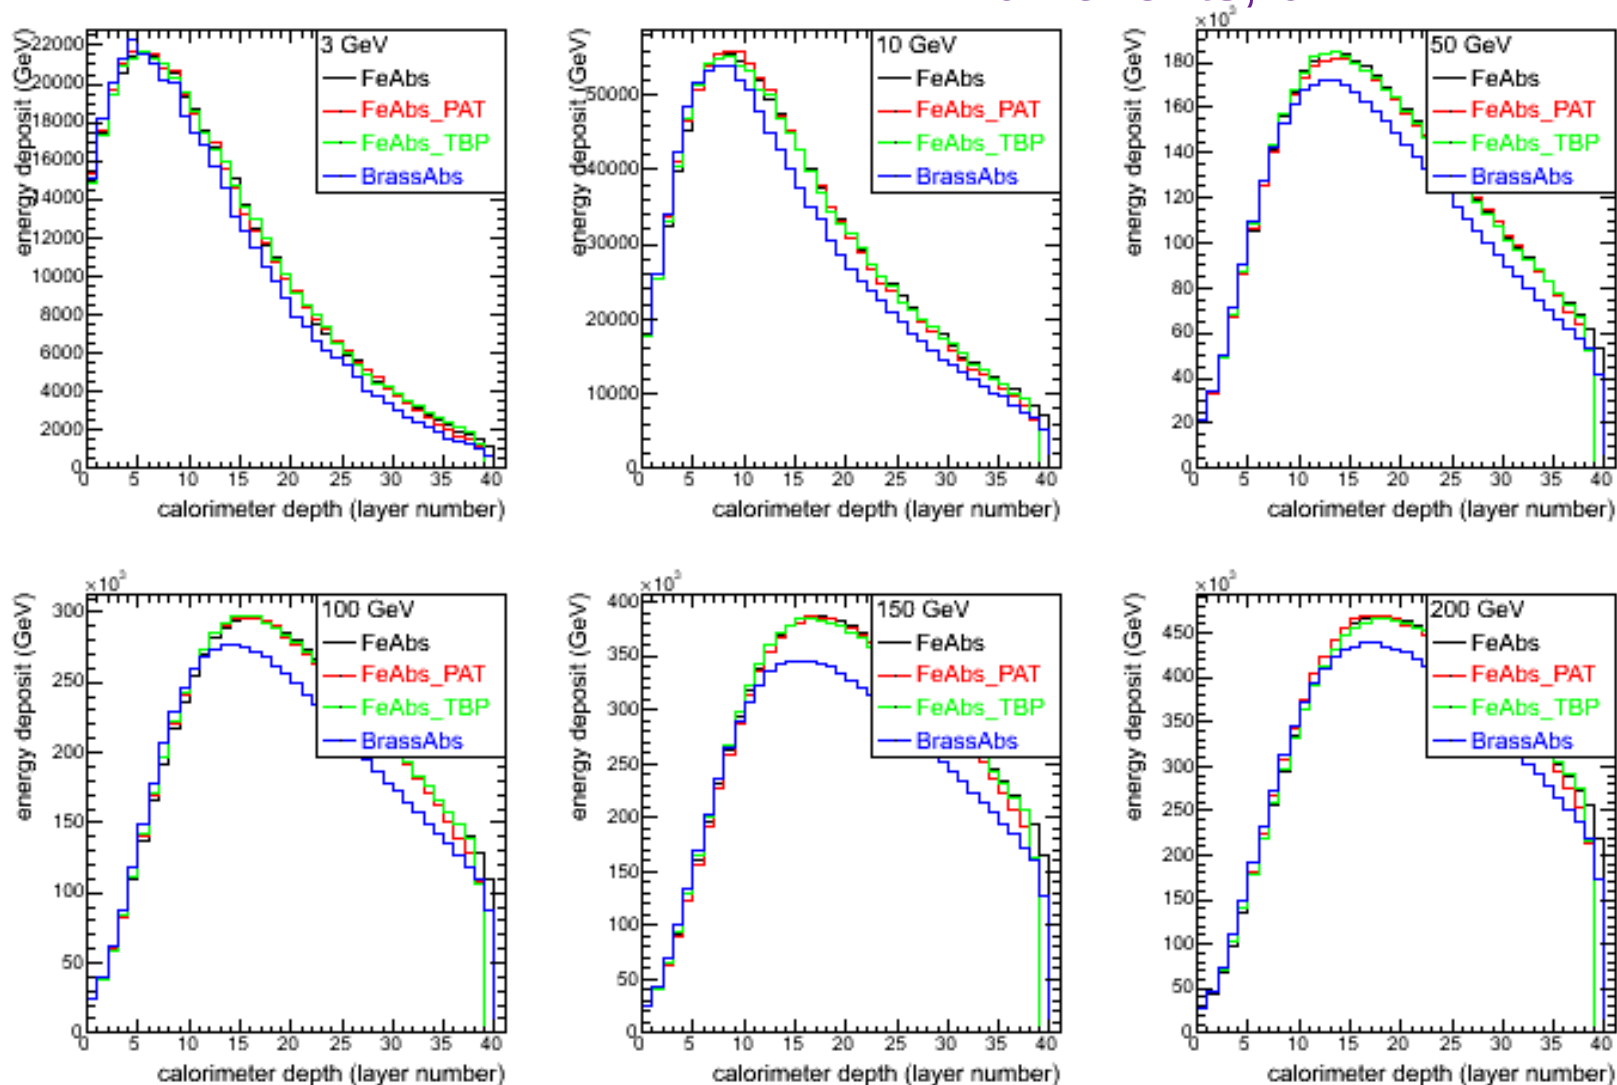 3 GeV
FeAbs
FeAbs_PAT
FeAbs_TBP
BrassAbs
energy deposit (GeV)
22000
20000
18000
16000
14000
12000
10000
8000
6000
4000
2000
0
0 5 10 15 20 25 30 35 40
calorimeter depth (layer number)
10 GeV
FeAbs
FeAbs_PAT
FeAbs_TBP
BrassAbs
energy deposit (GeV)
50000
40000
30000
20000
10000
0
0 5 10 15 20 25 30 35 40
calorimeter depth (layer number)
×10³
50 GeV
FeAbs
FeAbs_PAT
FeAbs_TBP
BrassAbs
energy deposit (GeV)
180
160
140
120
100
80
60
40
20
0
0 5 10 15 20 25 30 35 40
calorimeter depth (layer number)
×10³
100 GeV
FeAbs
FeAbs_PAT
FeAbs_TBP
BrassAbs
energy deposit (GeV)
300
250
200
150
100
50
0
0 5 10 15 20 25 30 35 40
calorimeter depth (layer number)
×10³
150 GeV
FeAbs
FeAbs_PAT
FeAbs_TBP
BrassAbs
energy deposit (GeV)
400
350
300
250
200
150
100
50
0
0 5 10 15 20 25 30 35 40
calorimeter depth (layer number)
×10³
200 GeV
FeAbs
FeAbs_PAT
FeAbs_TBP
BrassAbs
energy deposit (GeV)
450
400
350
300
250
200
150
100
50
0
0 5 10 15 20 25 30 35 40
calorimeter depth (layer number)